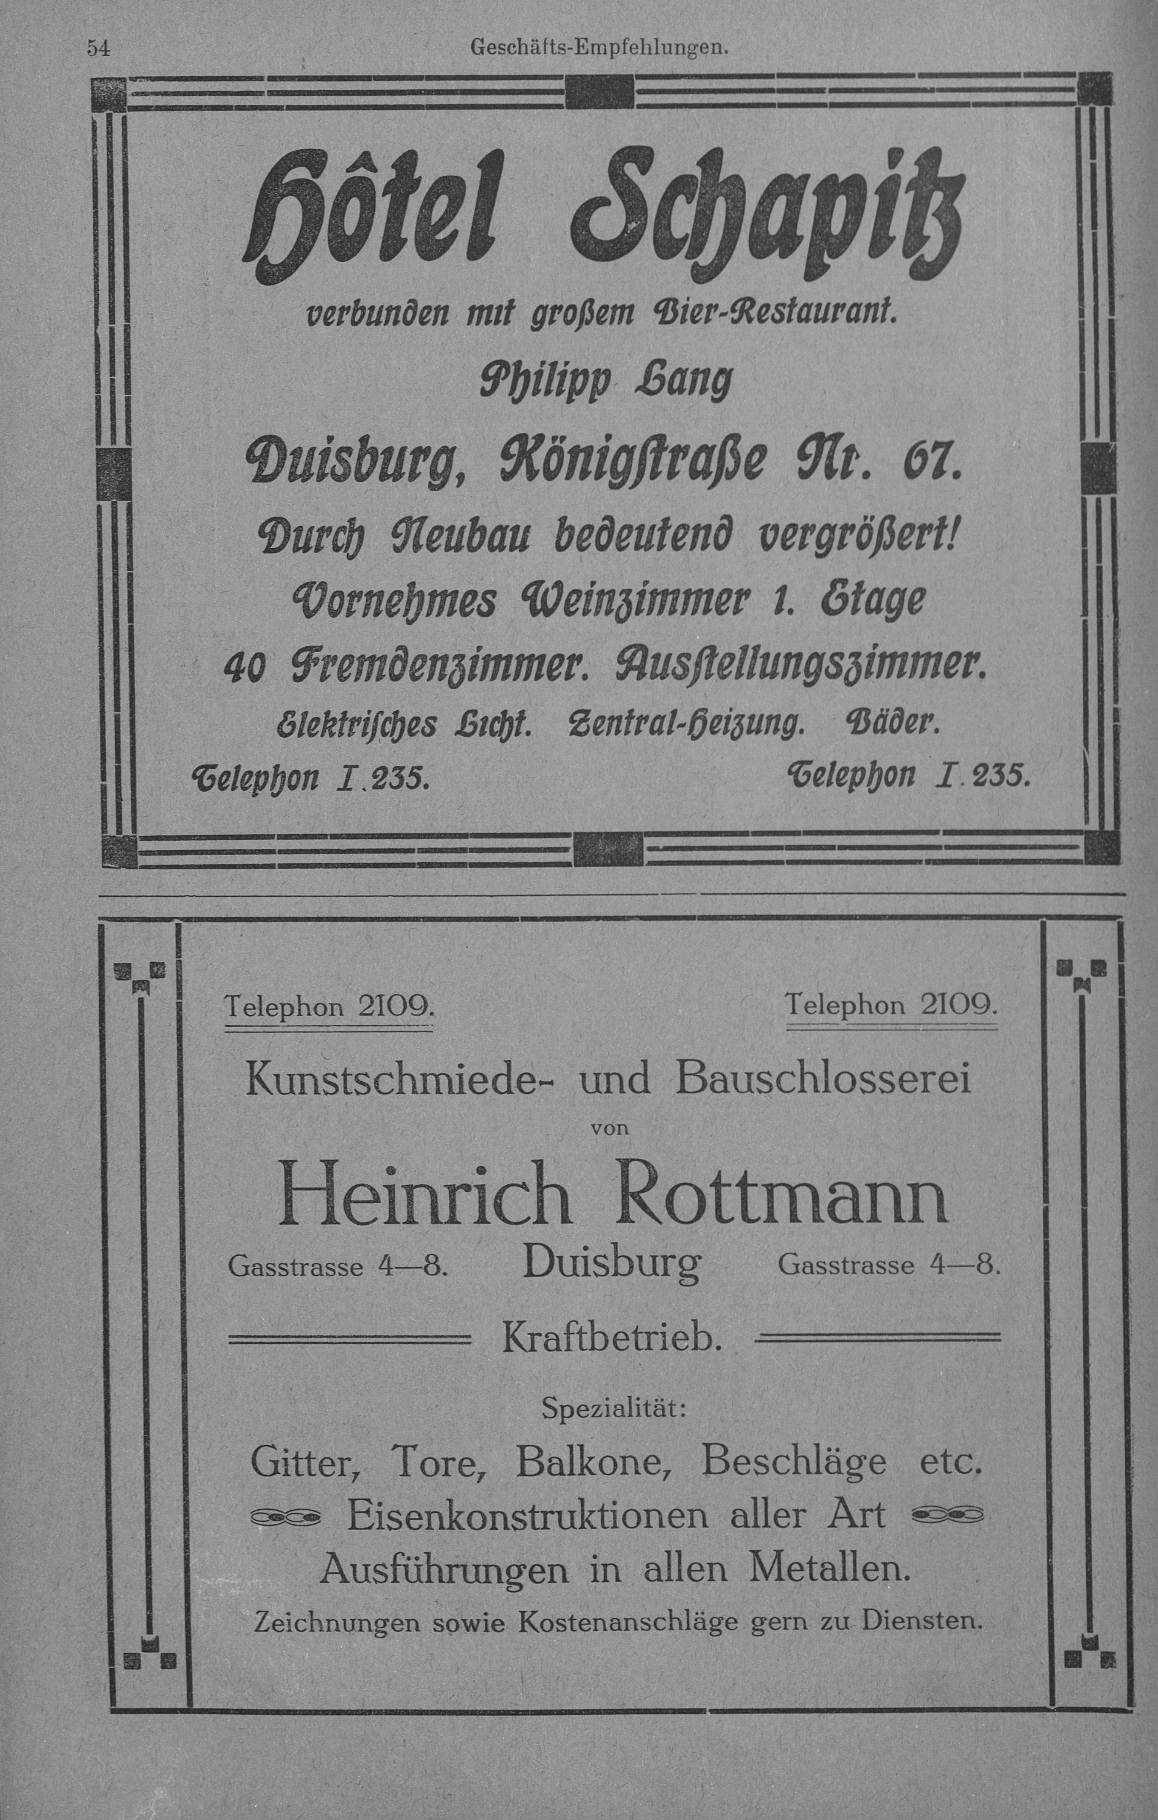 54
Geschäfts-Empfehlungen.
Hôtel Schapitz
verbunden mit großem Bier-Restaurant.
Philipp Lang
Duisburg, Königstraße Nr. 67.
Durch Neubau bedeutend vergrößert!
Vornehmes Weinzimmer 1. Etage
40 Fremdenzimmer. Ausstellungszimmer.
Elektrisches Licht. Zentral-Heizung. Bäder.
Telephon I. 235. Telephon I. 235.
Telephon 2109. Telephon 2109.
Kunstschmiede- und Bauschlosserei
von
Heinrich Rottmann
Gasstrasse 4—8. Duisburg Gasstrasse 4—8.
Kraftbetrieb.
Spezialität:
Gitter, Tore, Balkone, Beschläge etc.
Eisenkonstruktionen aller Art
Ausführungen in allen Metallen.
Zeichnungen sowie Kostenanschläge gern zu Diensten.